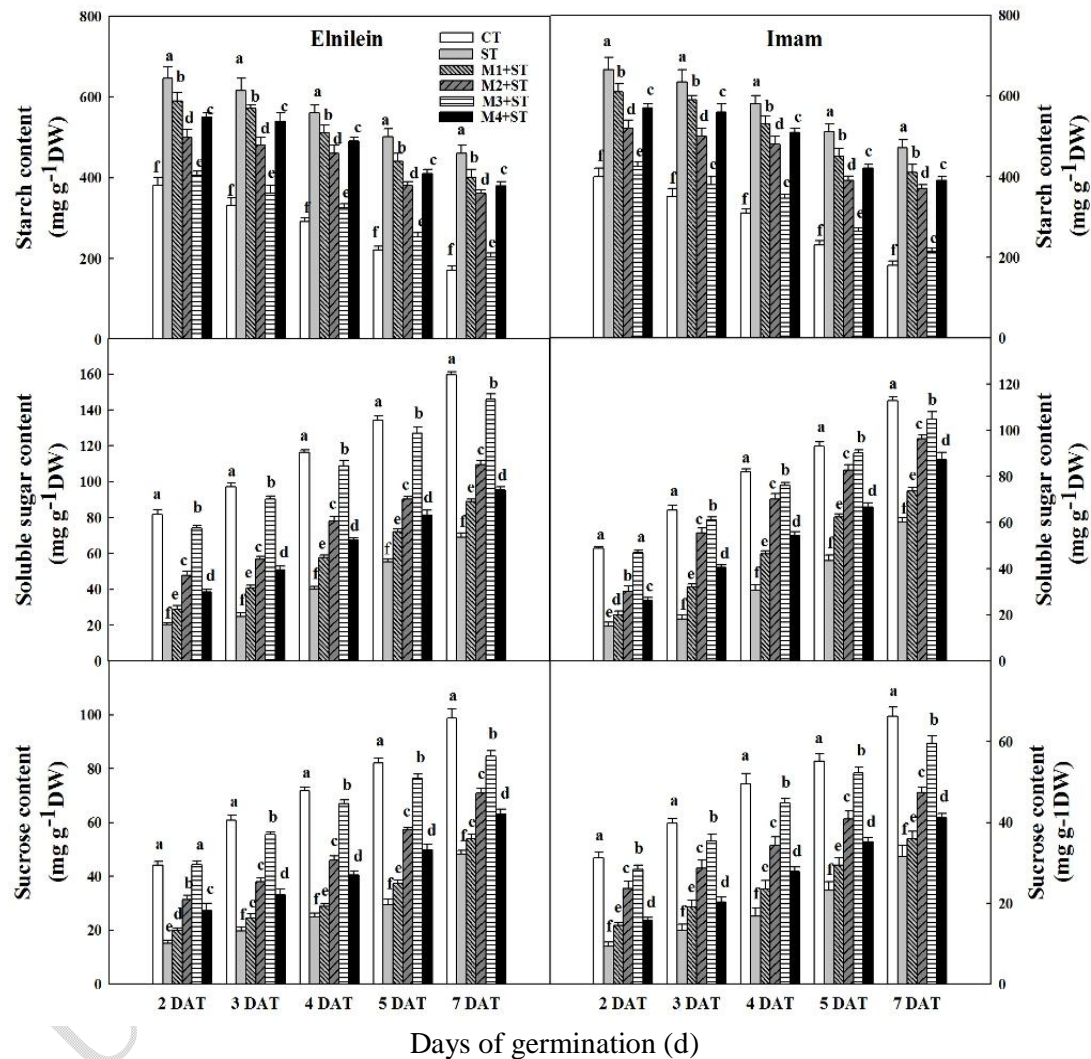 Elnilein
CT
ST
M1+ST
M2+ST
M3+ST
M4+ST
Imam
Starch content
(mg g-1DW)
800
600
400
200
0
f a b d e c
f a b d e c
f a b d e c
f a b d e c
f a b d e c
f a b d e c
f a b d e c
f a b d e c
f a b d e c
f a b d c c
800
600
400
200
0
Starch content
(mg g-1DW)
Soluble sugar content
(mg g-1DW)
160
140
120
100
80
60
40
20
0
a f e c b d
a f e c b d
a f e c b d
a f e c b d
a f e c b d
a e d b a c
a f e c b d
a f e c b d
a f e c b d
a f e c b d
120
100
80
60
40
20
0
Soluble sugar content
(mg g-1DW)
Sucrose content
(mg g-1DW)
100
80
60
40
20
0
a e d b a c
a f e c b d
a f e c b d
a f e c b d
a f e c b d
a f e c b d
a f e c b d
a f e c b d
a f e c b d
a f e c b d
60
40
20
0
Sucrose content
(mg g-1DW)
2 DAT 3 DAT 4 DAT 5 DAT 7 DAT
2 DAT 3 DAT 4 DAT 5 DAT 7 DAT
Days of germination (d)